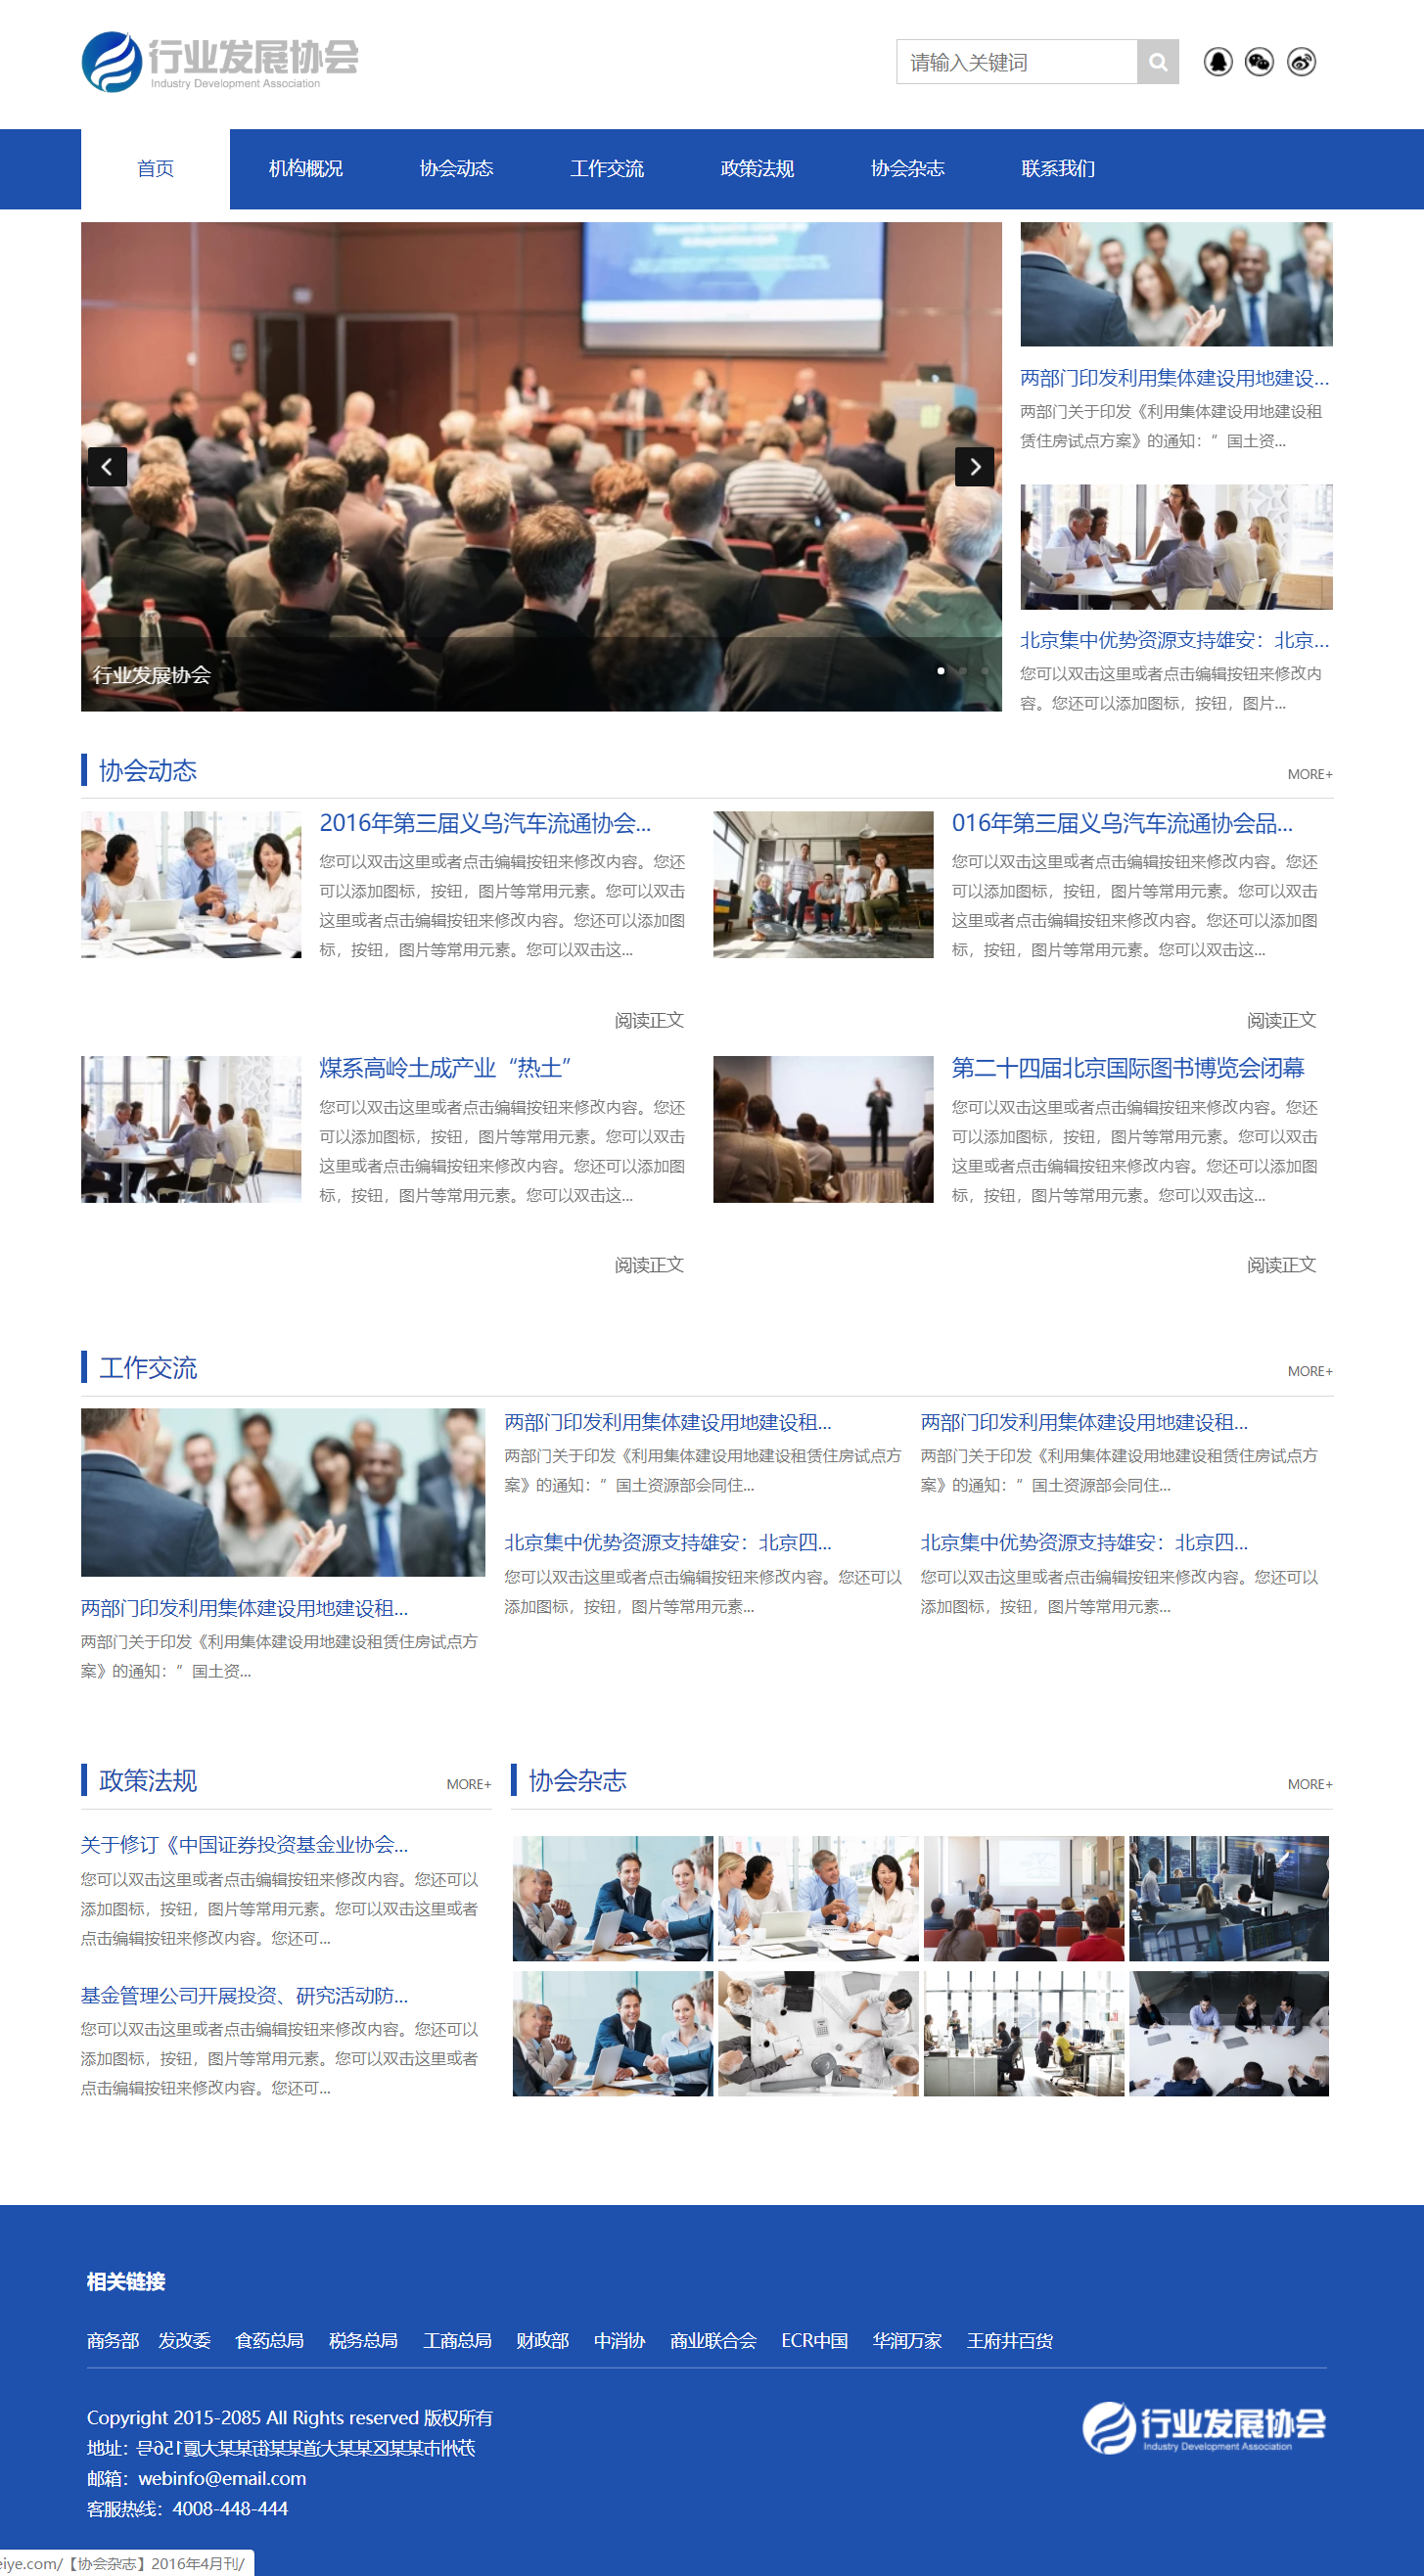 行业发展协会
Industry Development Association
请输入关键词
首页
机构概况
协会动态
工作交流
政策法规
协会杂志
联系我们
行业发展协会
两部门印发利用集体建设用地建设...
两部门关于印发《利用集体建设用地建设租
赁住房试点方案》的通知：”国土资...
北京集中优势资源支持雄安：北京...
您可以双击这里或者点击编辑按钮来修改内
容。您还可以添加图标，按钮，图片...
协会动态
MORE+
2016年第三届义乌汽车流通协会...
您可以双击这里或者点击编辑按钮来修改内容。您还
可以添加图标，按钮，图片等常用元素。您可以双击
这里或者点击编辑按钮来修改内容。您还可以添加图
标，按钮，图片等常用元素。您可以双击这...
阅读正文
016年第三届义乌汽车流通协会品...
您可以双击这里或者点击编辑按钮来修改内容。您还
可以添加图标，按钮，图片等常用元素。您可以双击
这里或者点击编辑按钮来修改内容。您还可以添加图
标，按钮，图片等常用元素。您可以双击这...
阅读正文
煤系高岭土成产业“热土”
您可以双击这里或者点击编辑按钮来修改内容。您还
可以添加图标，按钮，图片等常用元素。您可以双击
这里或者点击编辑按钮来修改内容。您还可以添加图
标，按钮，图片等常用元素。您可以双击这...
阅读正文
第二十四届北京国际图书博览会闭幕
您可以双击这里或者点击编辑按钮来修改内容。您还
可以添加图标，按钮，图片等常用元素。您可以双击
这里或者点击编辑按钮来修改内容。您还可以添加图
标，按钮，图片等常用元素。您可以双击这...
阅读正文
工作交流
MORE+
两部门印发利用集体建设用地建设租...
两部门关于印发《利用集体建设用地建设租赁住房试点方
案》的通知：”国土资...
两部门印发利用集体建设用地建设租...
两部门关于印发《利用集体建设用地建设租赁住房试点方
案》的通知：”国土资源部会同住...
北京集中优势资源支持雄安：北京四...
您可以双击这里或者点击编辑按钮来修改内容。您还可以
添加图标，按钮，图片等常用元素...
两部门印发利用集体建设用地建设租...
两部门关于印发《利用集体建设用地建设租赁住房试点方
案》的通知：”国土资源部会同住...
北京集中优势资源支持雄安：北京四...
您可以双击这里或者点击编辑按钮来修改内容。您还可以
添加图标，按钮，图片等常用元素...
政策法规
MORE+
关于修订《中国证券投资基金业协会...
您可以双击这里或者点击编辑按钮来修改内容。您还可以
添加图标，按钮，图片等常用元素。您可以双击这里或者
点击编辑按钮来修改内容。您还可...
基金管理公司开展投资、研究活动防...
您可以双击这里或者点击编辑按钮来修改内容。您还可以
添加图标，按钮，图片等常用元素。您可以双击这里或者
点击编辑按钮来修改内容。您还可...
协会杂志
MORE+
相关链接
商务部 发改委 食药总局 税务总局 工商总局 财政部 中消协 商业联合会 ECR中国 华润万家 王府井百货
Copyright 2015-2085 All Rights reserved 版权所有
地址：
邮箱：webinfo@email.com
客服热线：4008-448-444
行业发展协会
Industry Development Association
eiye.com/【协会杂志】2016年4月刊/